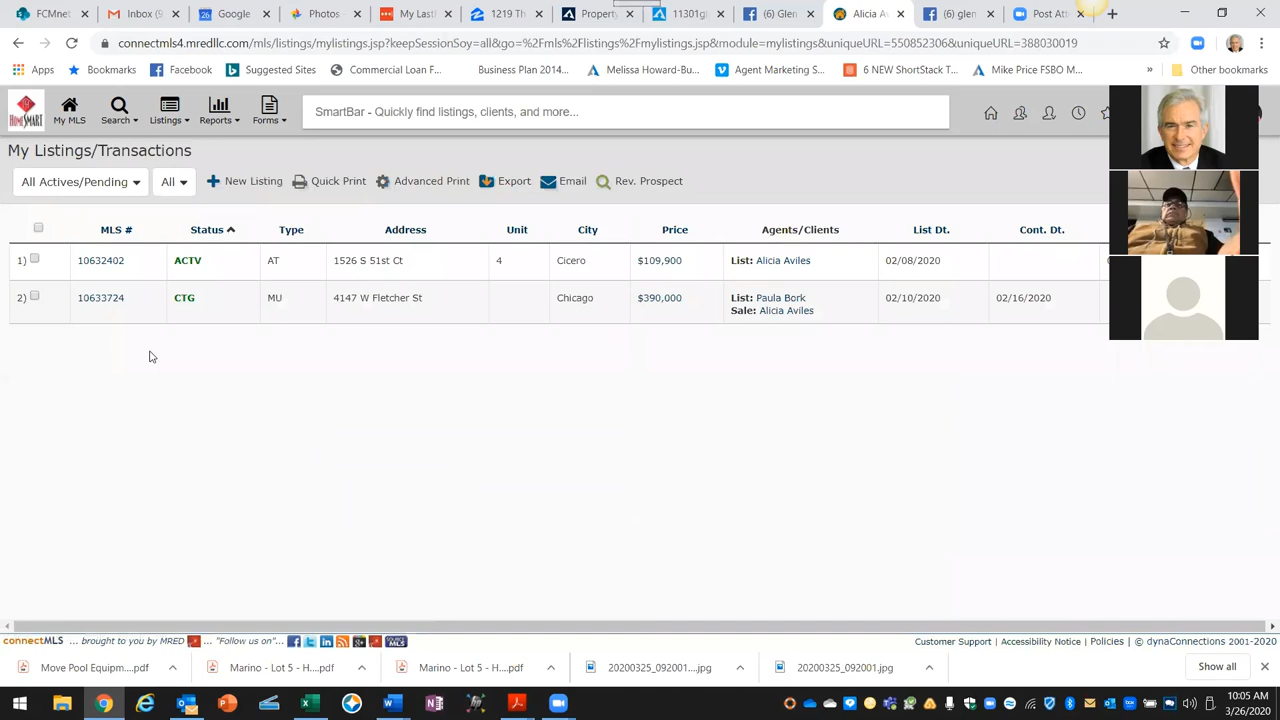 FCMnet
Inbox (9
Google
Photos -
My Lastl
1219 Th
Property
11301g
(6) Glen
Alicia Av
(6) glen
Post Att
connectmls4.mredllc.com/mls/listings/mylistings.jsp?keepSessionSoy=all&go=%2Fmls%2Flistings%2Fmylistings.jsp&module=mylistings&uniqueURL=550852306&uniqueURL=388030019
Apps
Bookmarks
Facebook
Suggested Sites
Commercial Loan F...
Business Plan 2014...
Melissa Howard-Bu...
Agent Marketing S...
6 NEW ShortStack T...
Mike Price FSBO M...
»
Other bookmarks
HOMESMART
My MLS
Search
Listings
Reports
Forms
SmartBar - Quickly find listings, clients, and more...
My Listings/Transactions
All Actives/Pending
All
New Listing
Quick Print
Advanced Print
Export
Email
Rev. Prospect
MLS # Status Type Address Unit City Price Agents/Clients List Dt. Cont. Dt.
1) 10632402 ACTV AT 1526 S 51st Ct 4 Cicero $109,900 List: Alicia Aviles 02/08/2020
2) 10633724 CTG MU 4147 W Fletcher St Chicago $390,000 List: Paula Bork 02/10/2020 02/16/2020
Sale: Alicia Aviles
connectMLS ... brought to you by MRED ... "Follow us on"...
Customer Support | Accessibility Notice | Policies | © dynaConnections 2001-2020
Move Pool Equipm....pdf
Marino - Lot 5 - H....pdf
Marino - Lot 5 - H....pdf
20200325_092001....jpg
20200325_092001.jpg
Show all
10:05 AM
3/26/2020